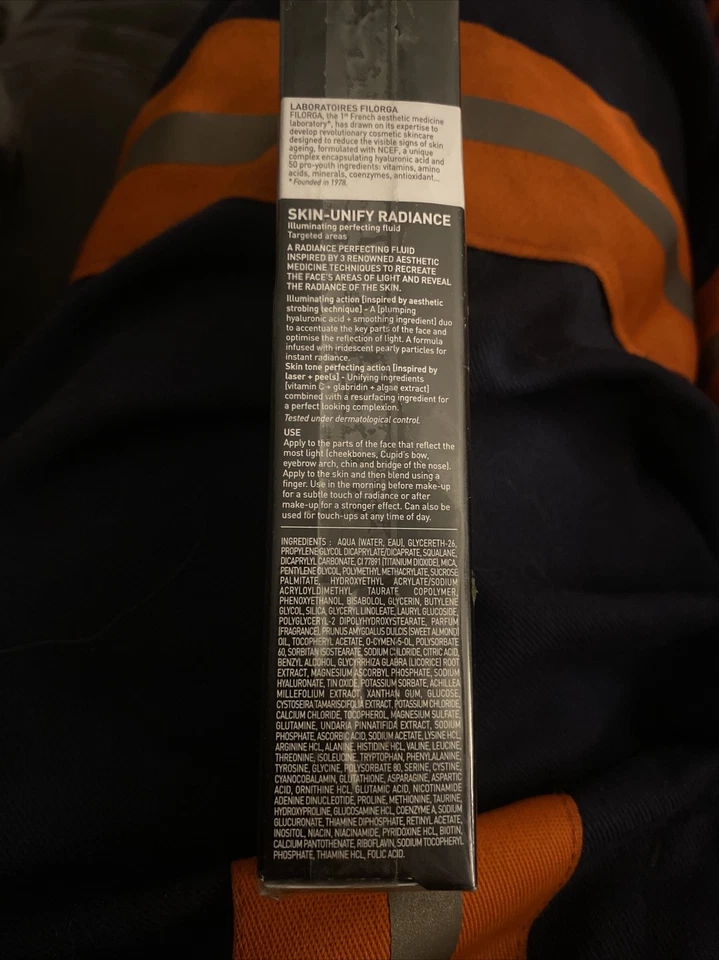 LABORATOIRES FILORGA
FILORGA, the 1st French aesthetic medicine
laboratory*, has drawn on its expertise to
develop revolutionary cosmetic skincare
designed to reduce the visible signs of skin
ageing, formulated with NCEF, a unique
complex encapsulating hyaluronic acid and
50 pro-youth ingredients: vitamins, amino
acids, minerals, coenzymes, antioxidant...
* Founded in 1978.
SKIN-UNIFY RADIANCE
Illuminating perfecting fluid
Targeted areas
A RADIANCE PERFECTING FLUID
INSPIRED BY 3 RENOWNED AESTHETIC
MEDICINE TECHNIQUES TO RECREATE
THE FACE'S AREAS OF LIGHT AND REVEAL
THE RADIANCE OF THE SKIN.
Illuminating action [inspired by aesthetic
strobing technique] - A [plumping
hyaluronic acid + smoothing ingredient] duo
to accentuate the key parts of the face and
optimise the reflection of light. A formula
infused with iridescent pearly particles for
instant radiance.
Skin tone perfecting action [inspired by
laser + peels] - Unifying ingredients
[vitamin C + glabridin + algae extract]
combined with a resurfacing ingredient for
a perfect looking complexion.
Tested under dermatological control.
USE
Apply to the parts of the face that reflect the
most light (cheekbones, Cupid's bow,
eyebrow arch, chin and bridge of the nose).
Apply to the skin and then blend using a
finger. Use in the morning before make-up
for a subtle touch of radiance or after
make-up for a stronger effect. Can also be
used for touch-ups at any time of day.
INGREDIENTS : AQUA (WATER, EAU), GLYCERETH-26,
PROPYLENE GLYCOL DICAPRYLATE/DICAPRATE, SQUALANE,
DICAPRYLYL CARBONATE, CI 77891 (TITANIUM DIOXIDE), MICA,
PENTYLENE GLYCOL, POLYMETHYL METHACRYLATE, SUCROSE
PALMITATE, HYDROXYETHYL ACRYLATE/SODIUM
ACRYLOYLDIMETHYL TAURATE COPOLYMER,
PHENOXYETHANOL, BISABOLOL, GLYCERIN, BUTYLENE
GLYCOL, SILICA, GLYCERYL LINOLEATE, LAURYL GLUCOSIDE,
POLYGLYCERYL-2 DIPOLYHYDROXYSTEARATE, PARFUM
(FRAGRANCE), PRUNUS AMYGDALUS DULCIS (SWEET ALMOND)
OIL, TOCOPHERYL ACETATE, O-CYMEN-5-OL, POLYSORBATE
60, SORBITAN ISOSTEARATE, SODIUM CHLORIDE, CITRIC ACID,
BENZYL ALCOHOL, GLYCYRRHIZA GLABRA (LICORICE) ROOT
EXTRACT, MAGNESIUM ASCORBYL PHOSPHATE, SODIUM
HYALURONATE, TIN OXIDE, POTASSIUM SORBATE, ACHILLEA
MILLEFOLIUM EXTRACT, XANTHAN GUM, GLUCOSE,
CYSTOSEIRA TAMARISCIFOLIA EXTRACT, POTASSIUM CHLORIDE,
CALCIUM CHLORIDE, TOCOPHEROL, MAGNESIUM SULFATE,
GLUTAMINE, UNDARIA PINNATIFIDA EXTRACT, SODIUM
PHOSPHATE, ASCORBIC ACID, SODIUM ACETATE, LYSINE HCL,
ARGININE HCL, ALANINE, HISTIDINE HCL, VALINE, LEUCINE,
THREONINE, ISOLEUCINE, TRYPTOPHAN, PHENYLALANINE,
TYROSINE, GLYCINE, POLYSORBATE 80, SERINE, CYSTINE,
CYANOCOBALAMIN, GLUTATHIONE, ASPARAGINE, ASPARTIC
ACID, ORNITHINE HCL, GLUTAMIC ACID, NICOTINAMIDE
ADENINE DINUCLEOTIDE, PROLINE, METHIONINE, TAURINE,
HYDROXYPROLINE, GLUCOSAMINE HCL, COENZYME A, SODIUM
GLUCURONATE, THIAMINE DIPHOSPHATE, RETINYL ACETATE,
INOSITOL, NIACIN, NIACINAMIDE, PYRIDOXINE HCL, BIOTIN,
CALCIUM PANTOTHENATE, RIBOFLAVIN, SODIUM TOCOPHERYL
PHOSPHATE, THIAMINE HCL, FOLIC ACID.